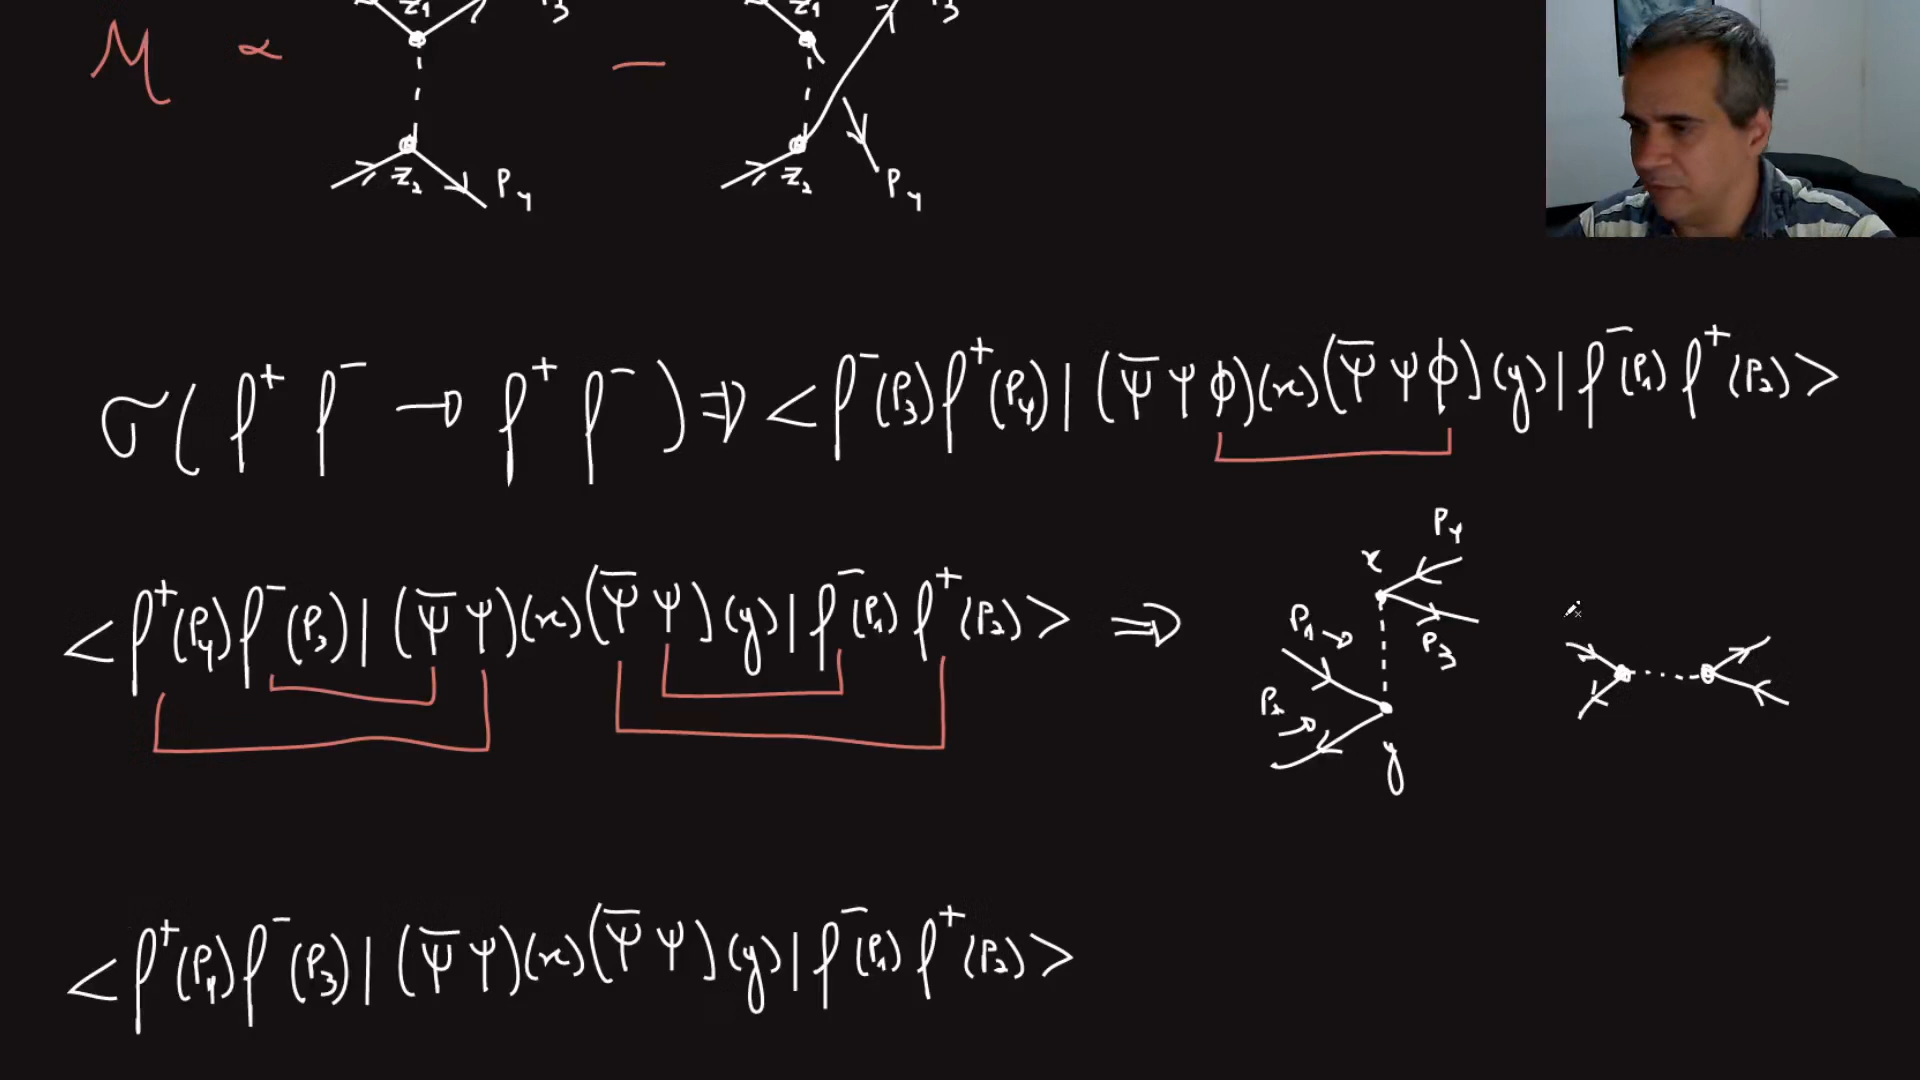 z₁ P₃ z₁ P₃
M ∝ −
z₂ P₄ z₂ P₄
σ( f⁺ f⁻ → f⁺ f⁻ ) ⇒ < f⁻(P₃) f⁺(P₄) | (Ψ̄ Ψ ϕ)(x) (Ψ̄ Ψ ϕ)(y) | f⁻(P₁) f⁺(P₂) >
< f⁺(P₄) f⁻(P₃) | (Ψ̄ Ψ)(x) (Ψ̄ Ψ)(y) | f⁻(P₁) f⁺(P₂) > ⇒
x P₄
P₁ → P₃
P₂ →
y
< f⁺(P₄) f⁻(P₃) | (Ψ̄ Ψ)(x) (Ψ̄ Ψ)(y) | f⁻(P₁) f⁺(P₂) >